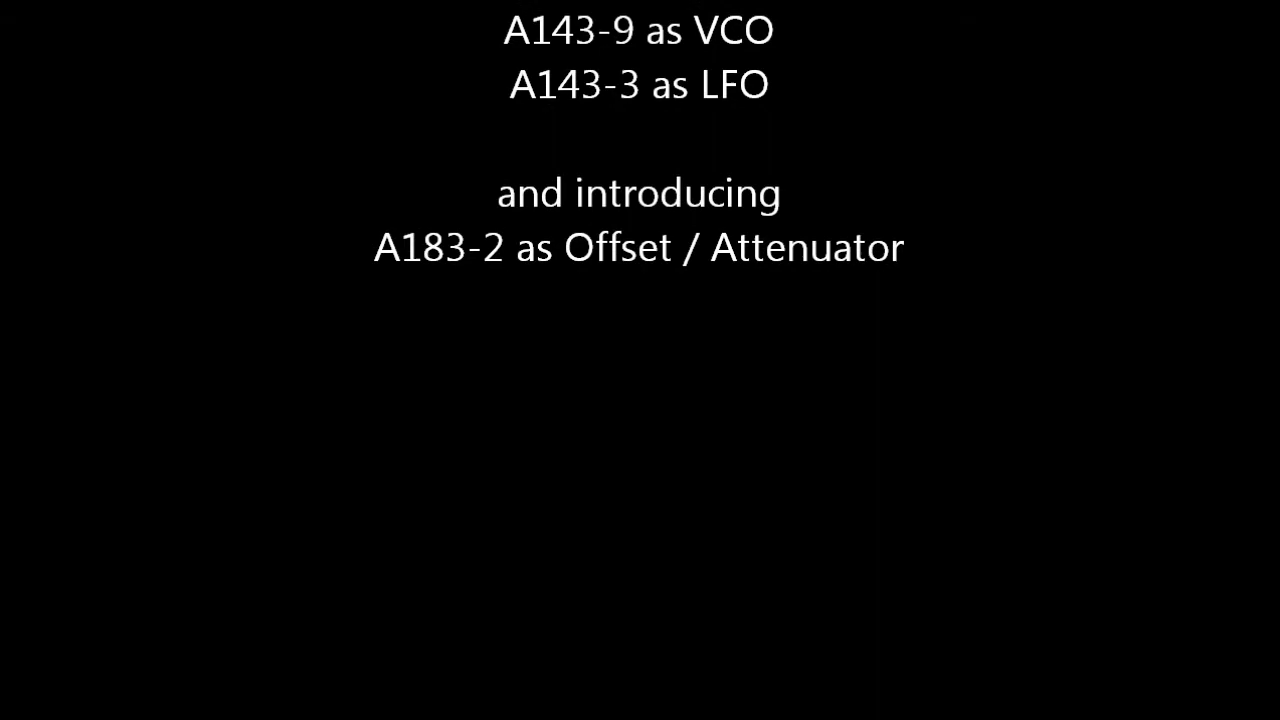 A143-9 as VCO
A143-3 as LFO
and introducing
A183-2 as Offset / Attenuator